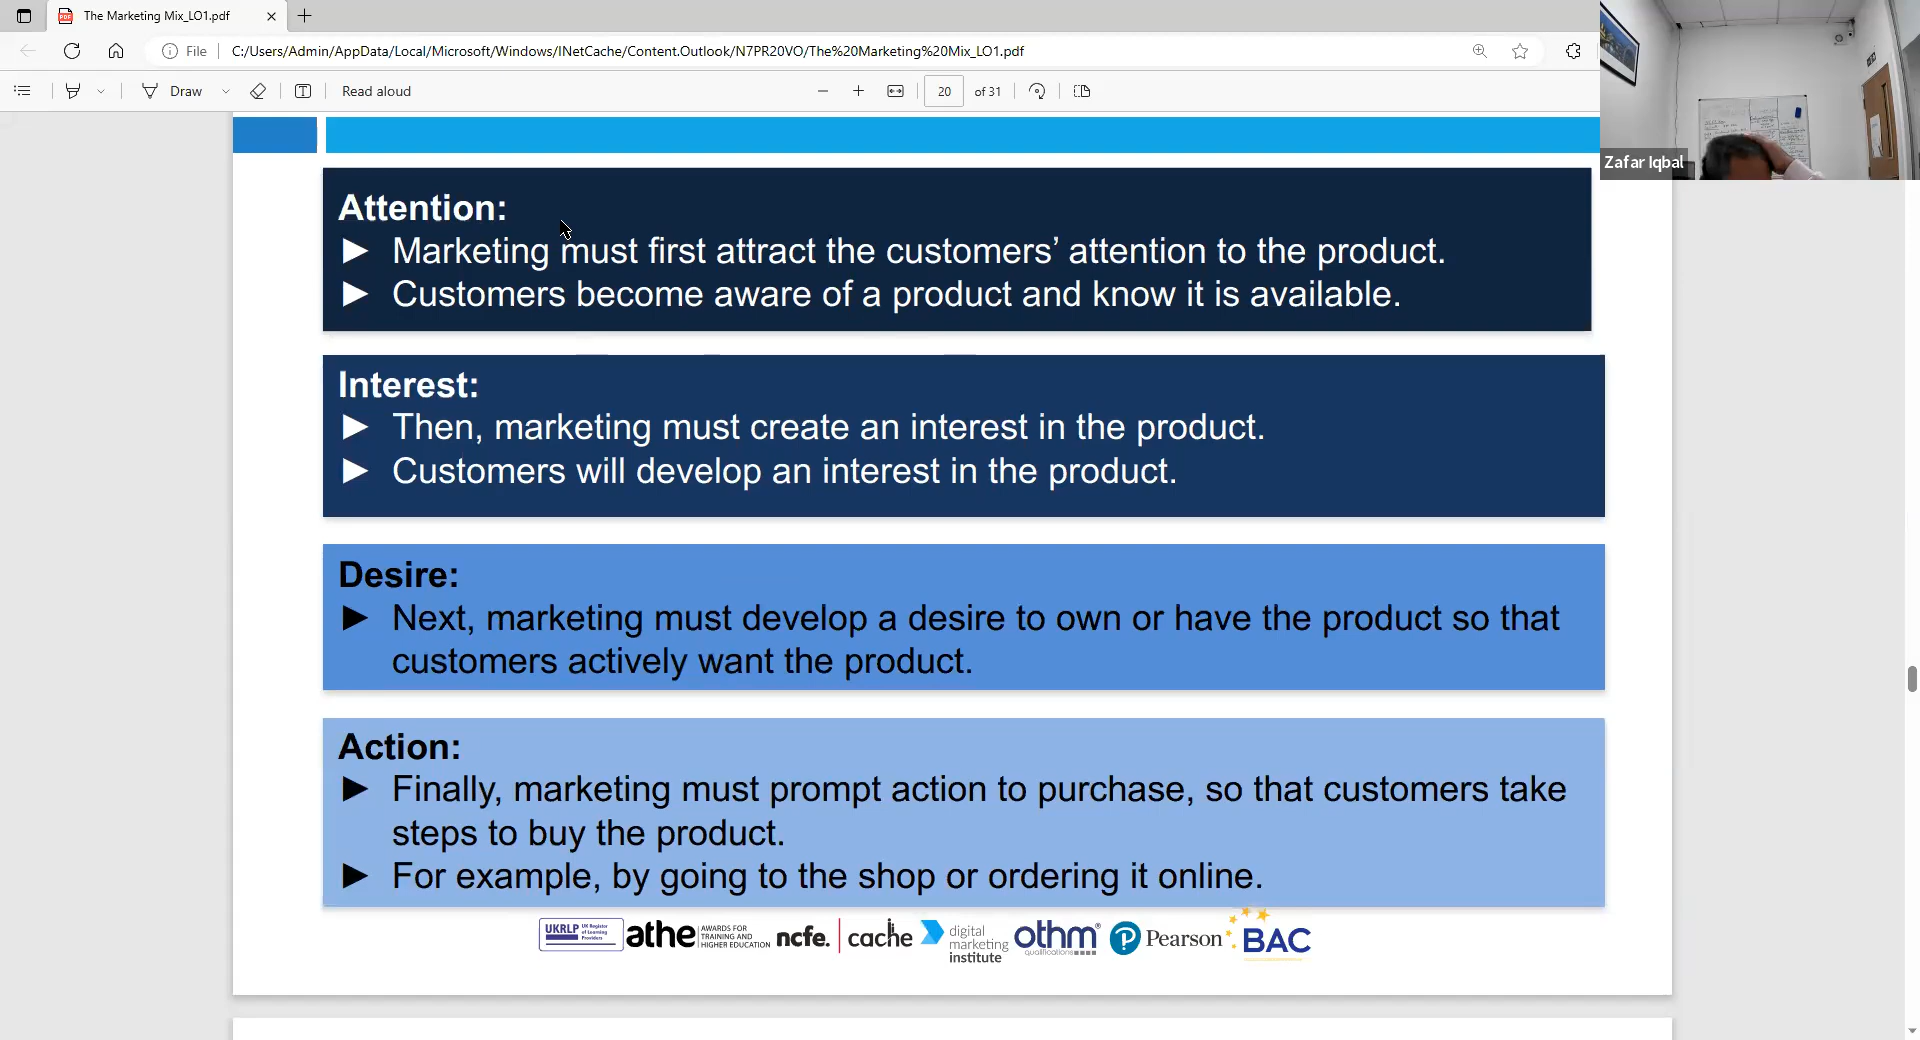 The Marketing Mix_LO1.pdf
File
C:/Users/Admin/AppData/Local/Microsoft/Windows/INetCache/Content.Outlook/N7PR20VO/The%20Marketing%20Mix_LO1.pdf
Draw
Read aloud
20 of 31
Zafar Iqbal
Attention:
► Marketing must first attract the customers’ attention to the product.
► Customers become aware of a product and know it is available.
Interest:
► Then, marketing must create an interest in the product.
► Customers will develop an interest in the product.
Desire:
► Next, marketing must develop a desire to own or have the product so that
customers actively want the product.
Action:
► Finally, marketing must prompt action to purchase, so that customers take
steps to buy the product.
► For example, by going to the shop or ordering it online.
UKRLP UK Register of Learning Providers
athe AWARDS FOR TRAINING AND HIGHER EDUCATION
ncfe.
cache
digital marketing institute
othm qualifications
Pearson
BAC